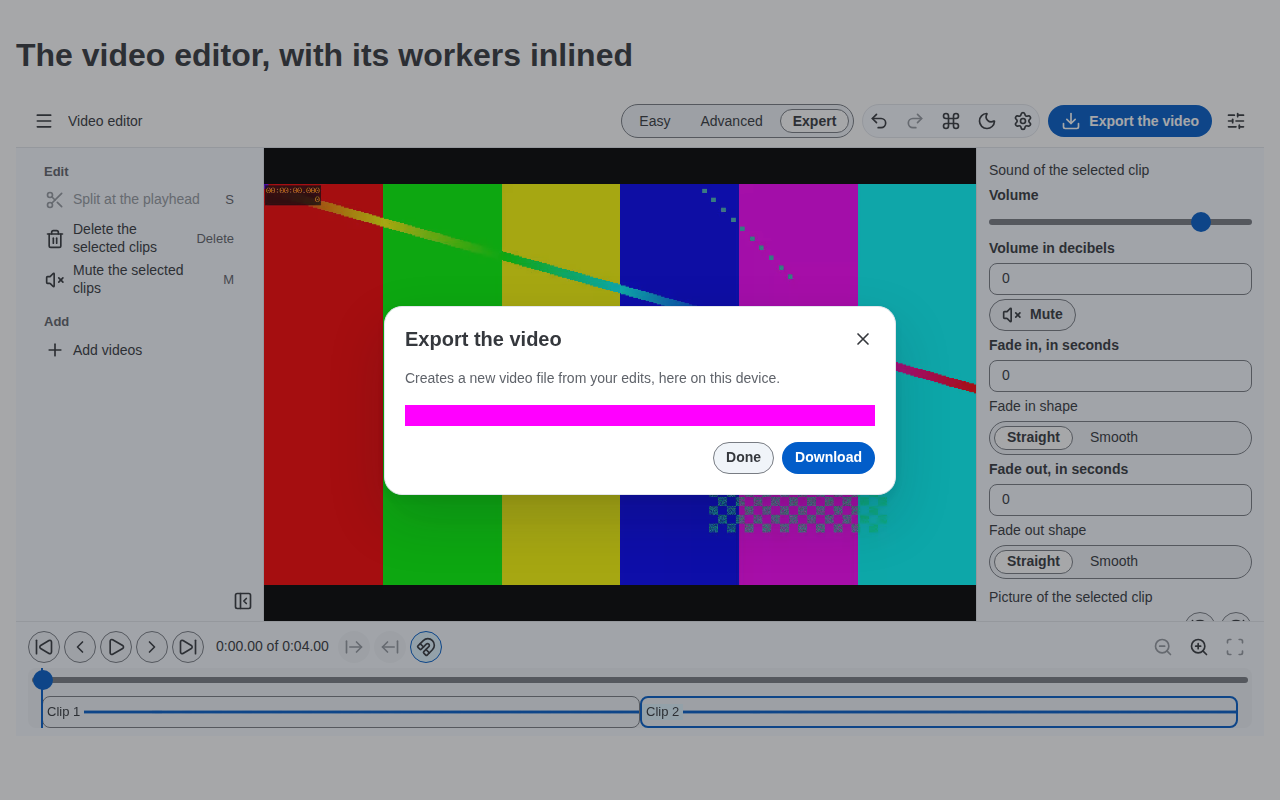 The video editor, with its workers inlined
Video editor
Easy
Advanced
Expert
Export the video
Edit
Split at the playhead S
Delete the
selected clips
Delete
Mute the selected
clips
M
Add
Add videos
00:00:00.000
0
Sound of the selected clip
Volume
Volume in decibels
0
Mute
Fade in, in seconds
0
Fade in shape
Straight Smooth
Fade out, in seconds
0
Fade out shape
Straight Smooth
Picture of the selected clip
Export the video
Creates a new video file from your edits, here on this device.
Done Download
0:00.00 of 0:04.00
Clip 1
Clip 2